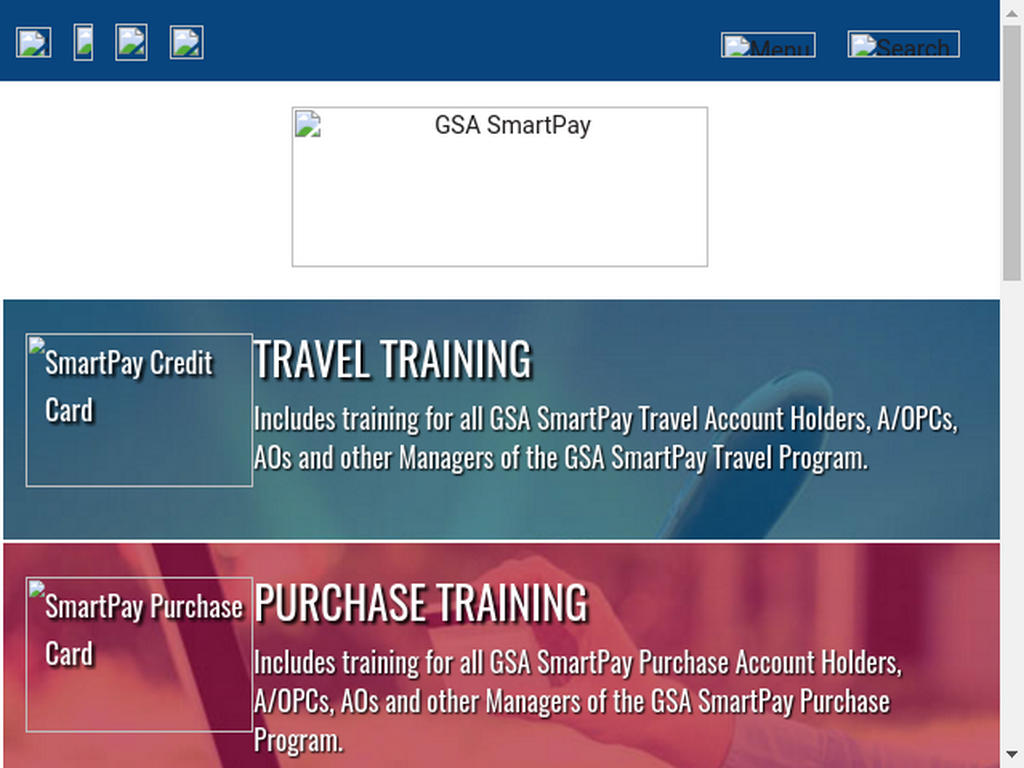 Menu
Search
GSA SmartPay
SmartPay Credit
Card
TRAVEL TRAINING
Includes training for all GSA SmartPay Travel Account Holders, A/OPCs,
AOs and other Managers of the GSA SmartPay Travel Program.
SmartPay Purchase
Card
PURCHASE TRAINING
Includes training for all GSA SmartPay Purchase Account Holders,
A/OPCs, AOs and other Managers of the GSA SmartPay Purchase
Program.